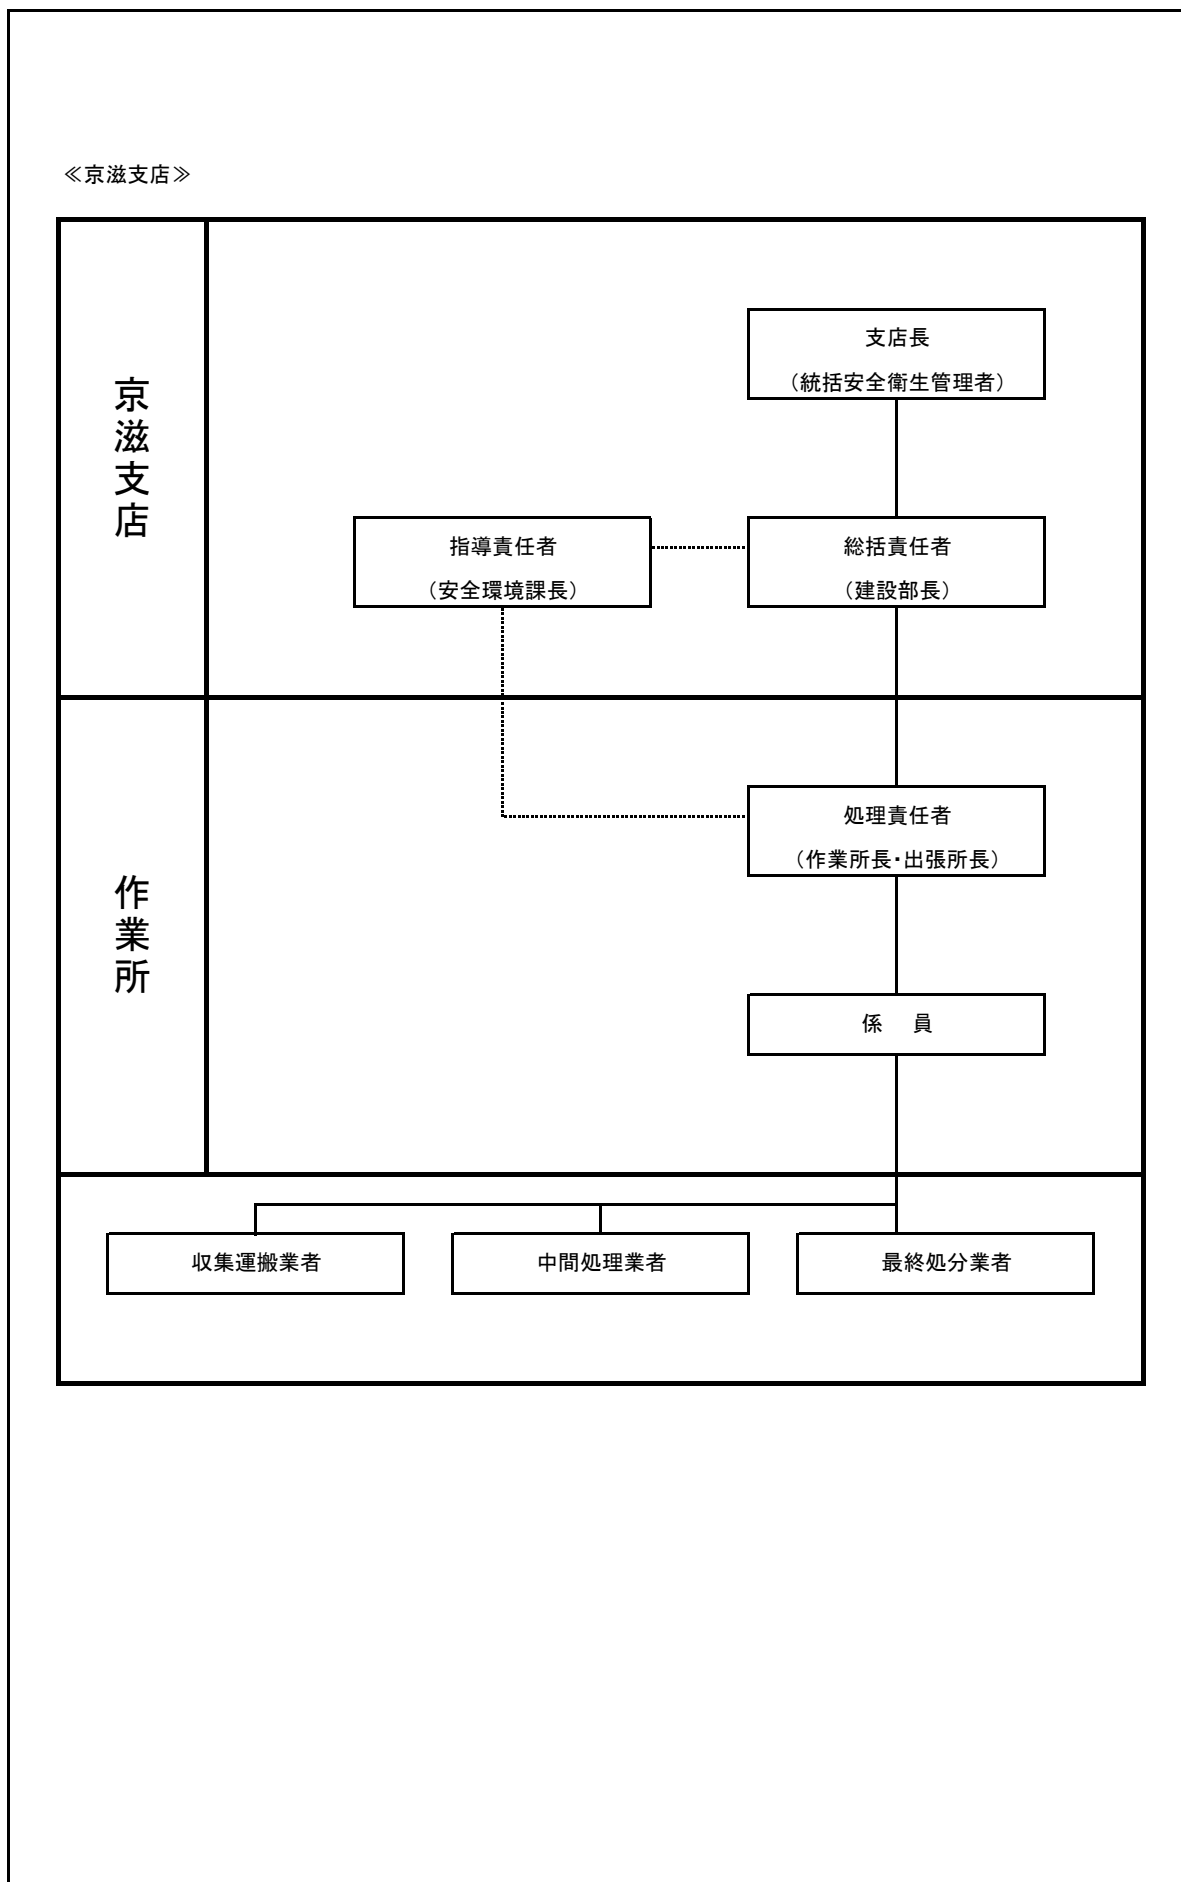 ≪京滋支店≫
京滋支店
支店長
（統括安全衛生管理者）
指導責任者
（安全環境課長）
総括責任者
（建設部長）
作業所
処理責任者
（作業所長・出張所長）
係　員
収集運搬業者
中間処理業者
最終処分業者